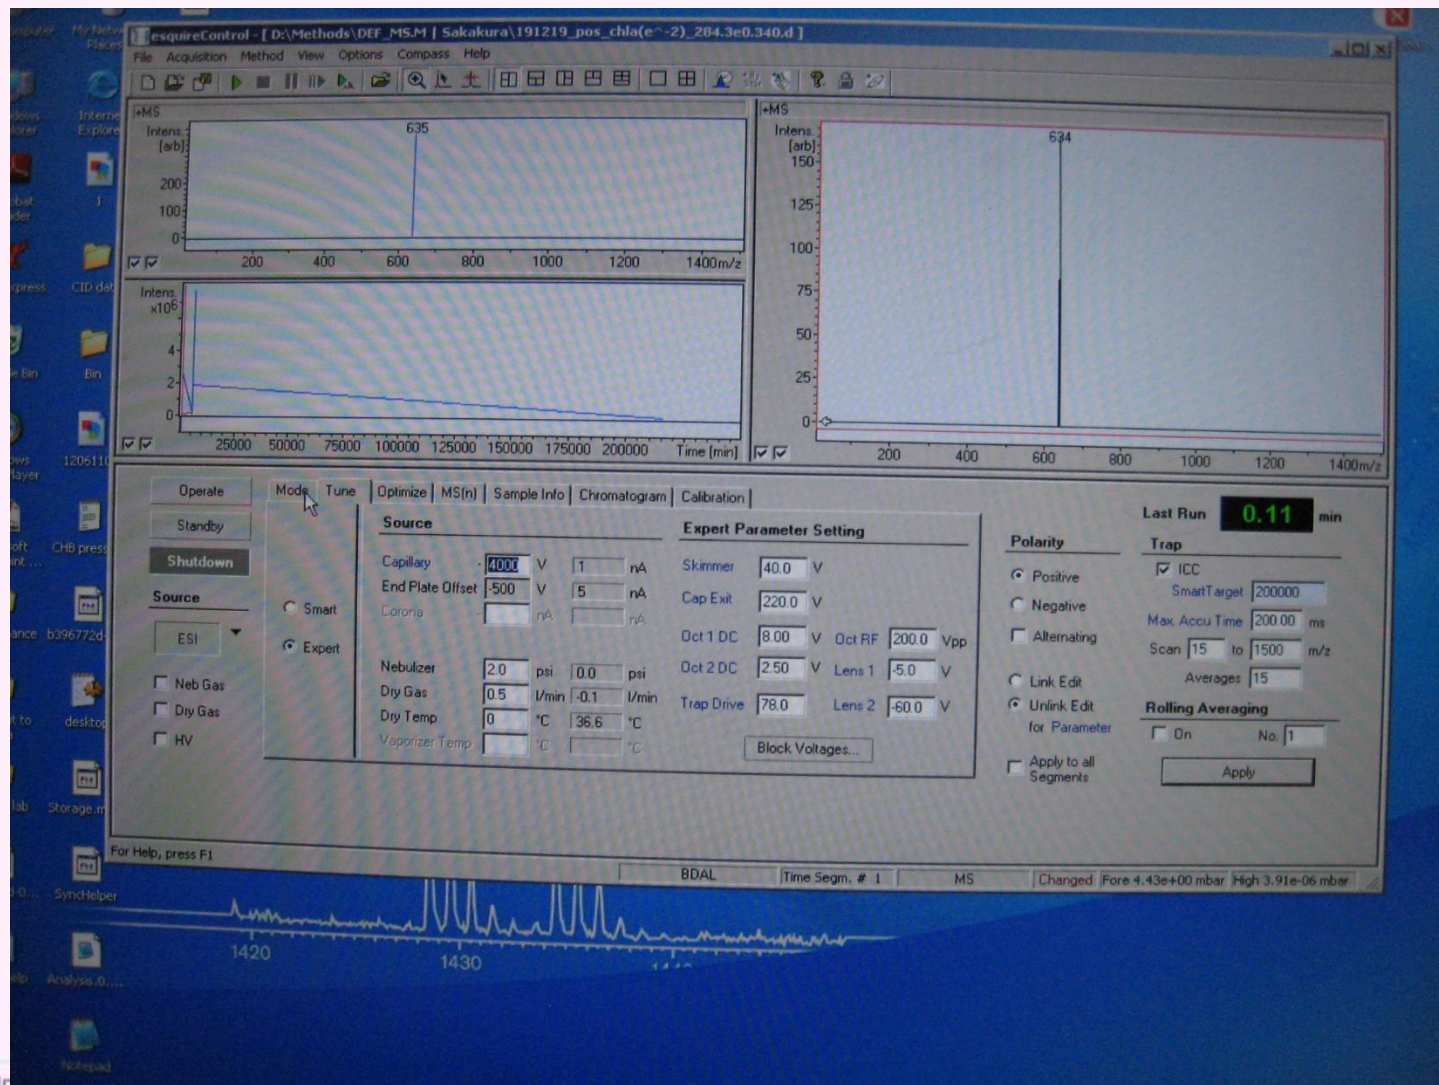 esquireControl - [ D:\Methods\DEF_MS.M | Sakakura\191219_pos_chla(e^-2)_284.3e0.340.d ]
File Acquisition Method View Options Compass Help
+MS
Intens.
[arb]
635
200
100
0
200 400 600 800 1000 1200 1400 m/z
Intens.
x10⁶
4
2
0
25000 50000 75000 100000 125000 150000 175000 200000 Time [min]
+MS
Intens.
[arb]
634
150
125
100
75
50
25
0
200 400 600 800 1000 1200 1400 m/z
Operate
Standby
Shutdown
Source
ESI
Neb Gas
Dry Gas
HV
Mode Tune Optimize MS(n) Sample Info Chromatogram Calibration
Smart
Expert
Source
Capillary - 4000 V 1 nA
End Plate Offset -500 V 5 nA
Corona nA nA
Nebulizer 2.0 psi 0.0 psi
Dry Gas 0.5 l/min -0.1 l/min
Dry Temp 0 °C 36.6 °C
Vaporizer Temp °C °C
Expert Parameter Setting
Skimmer 40.0 V
Cap Exit 220.0 V
Oct 1 DC 8.00 V Oct RF 200.0 Vpp
Oct 2 DC 2.50 V Lens 1 -5.0 V
Trap Drive 78.0 Lens 2 -60.0 V
Block Voltages...
Polarity
Positive
Negative
Alternating
Link Edit
Unlink Edit
for Parameter
Apply to all
Segments
Last Run 0.11 min
Trap
ICC
SmartTarget 200000
Max. Accu Time 200.00 ms
Scan 15 to 1500 m/z
Averages 15
Rolling Averaging
On No. 1
Apply
For Help, press F1
BDAL Time Segm. # 1 MS Changed Fore 4.43e+00 mbar High 3.91e-06 mbar
My Netw
Places
Interne
Explore
1
CID dat
Bin
1206110
CHB press
b396772d-
desktop
Storage.m
SyncHelper
Analysis.0....
Notepad
1420
1430